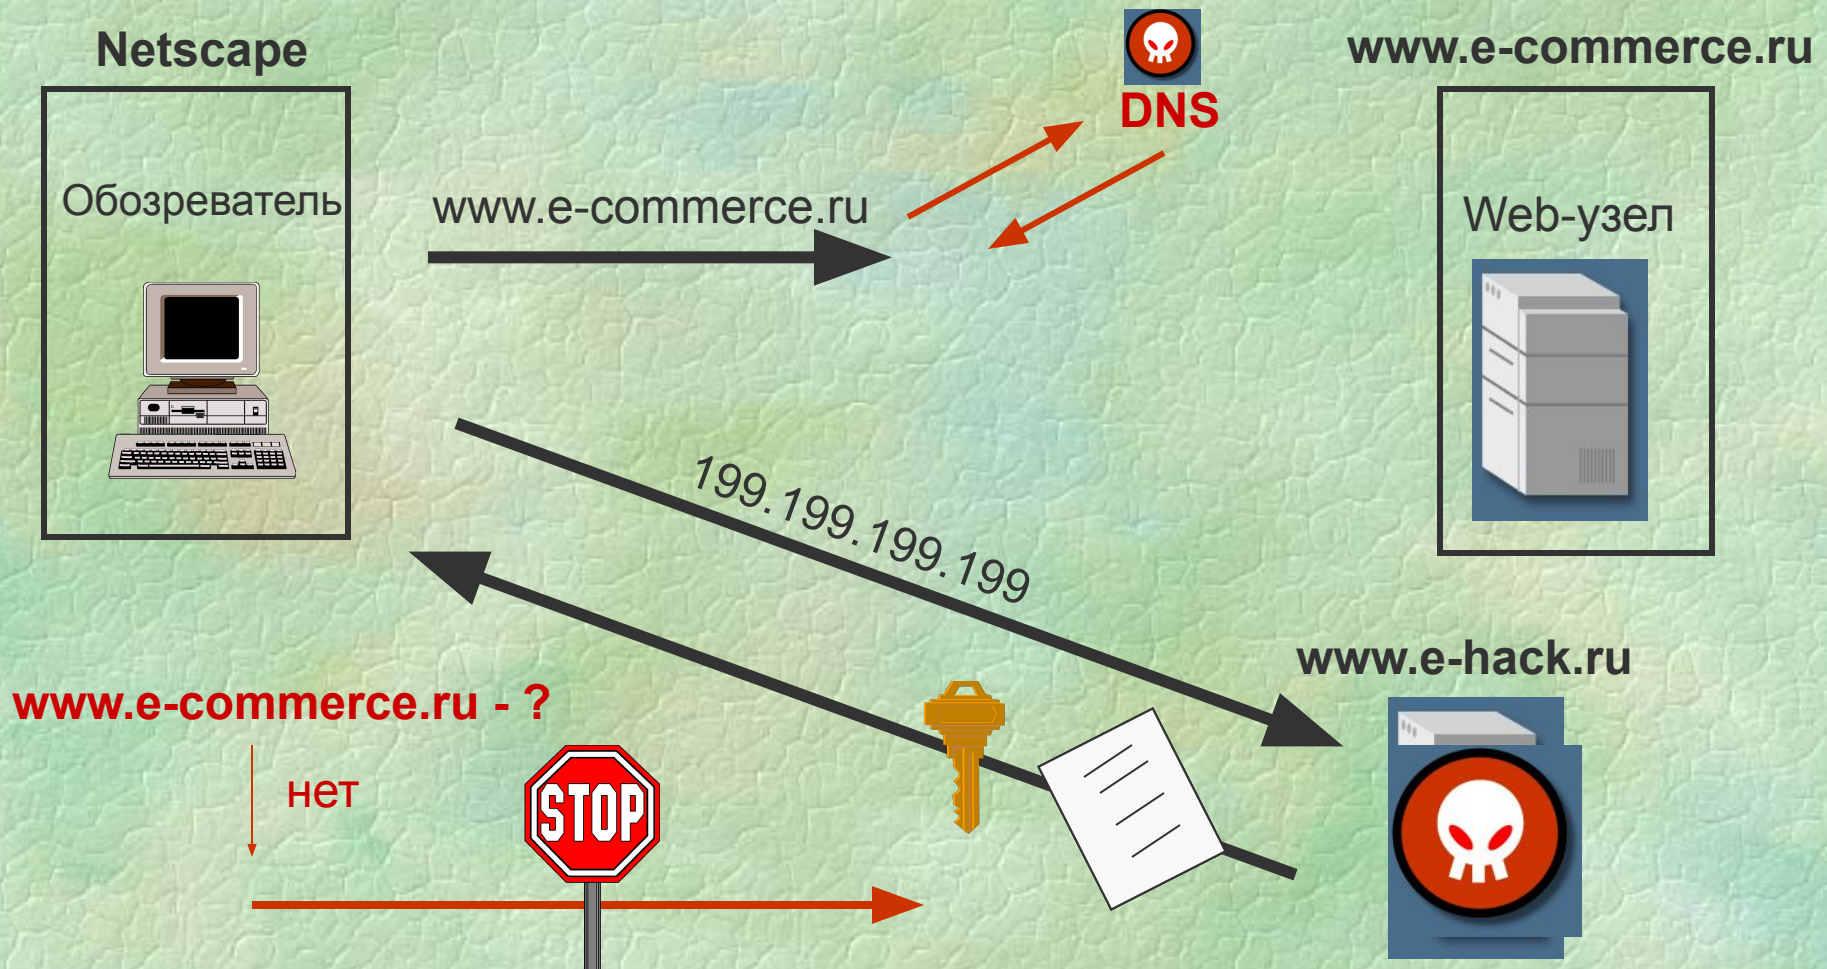 Netscape
www.e-commerce.ru
DNS
Обозреватель
www.e-commerce.ru
Web-узел
199.199.199.199
www.e-hack.ru
www.e-commerce.ru - ?
нет
STOP